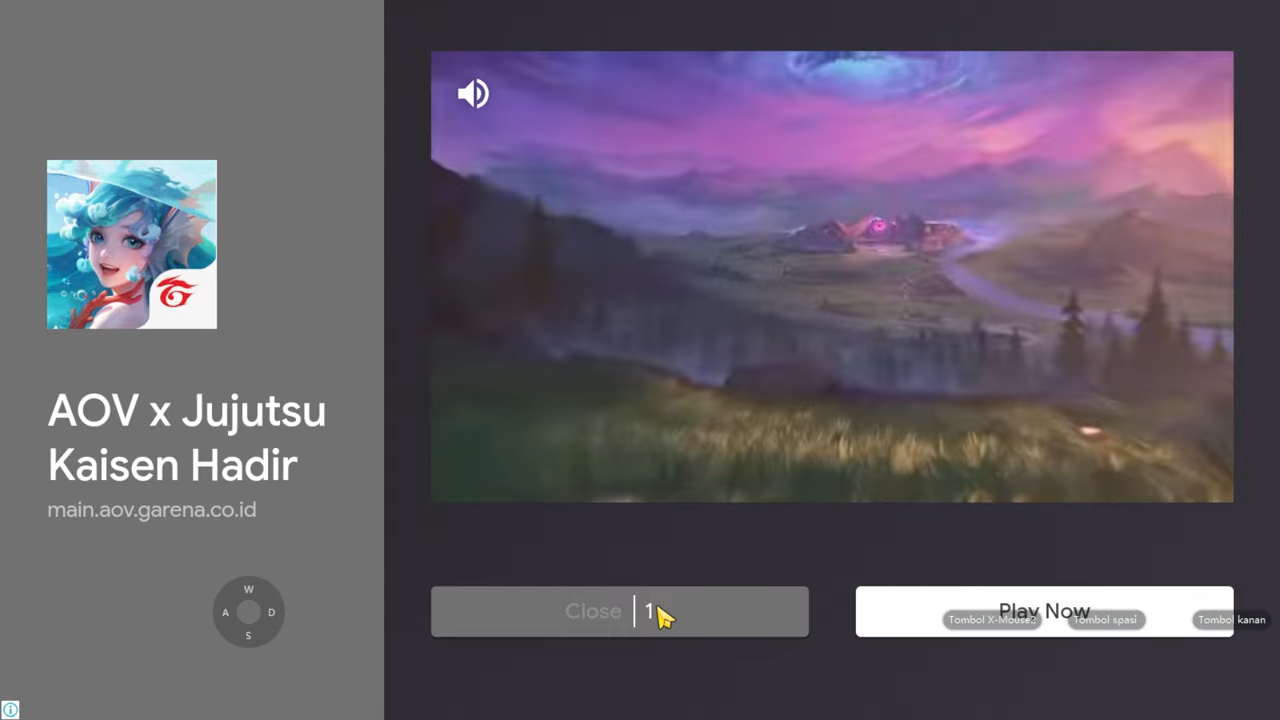 AOV x Jujutsu
Kaisen Hadir
main.aov.garena.co.id
W
A
D
S
Close
1
Play Now
Tombol X-Mouse2
Tombol spasi
Tombol kanan